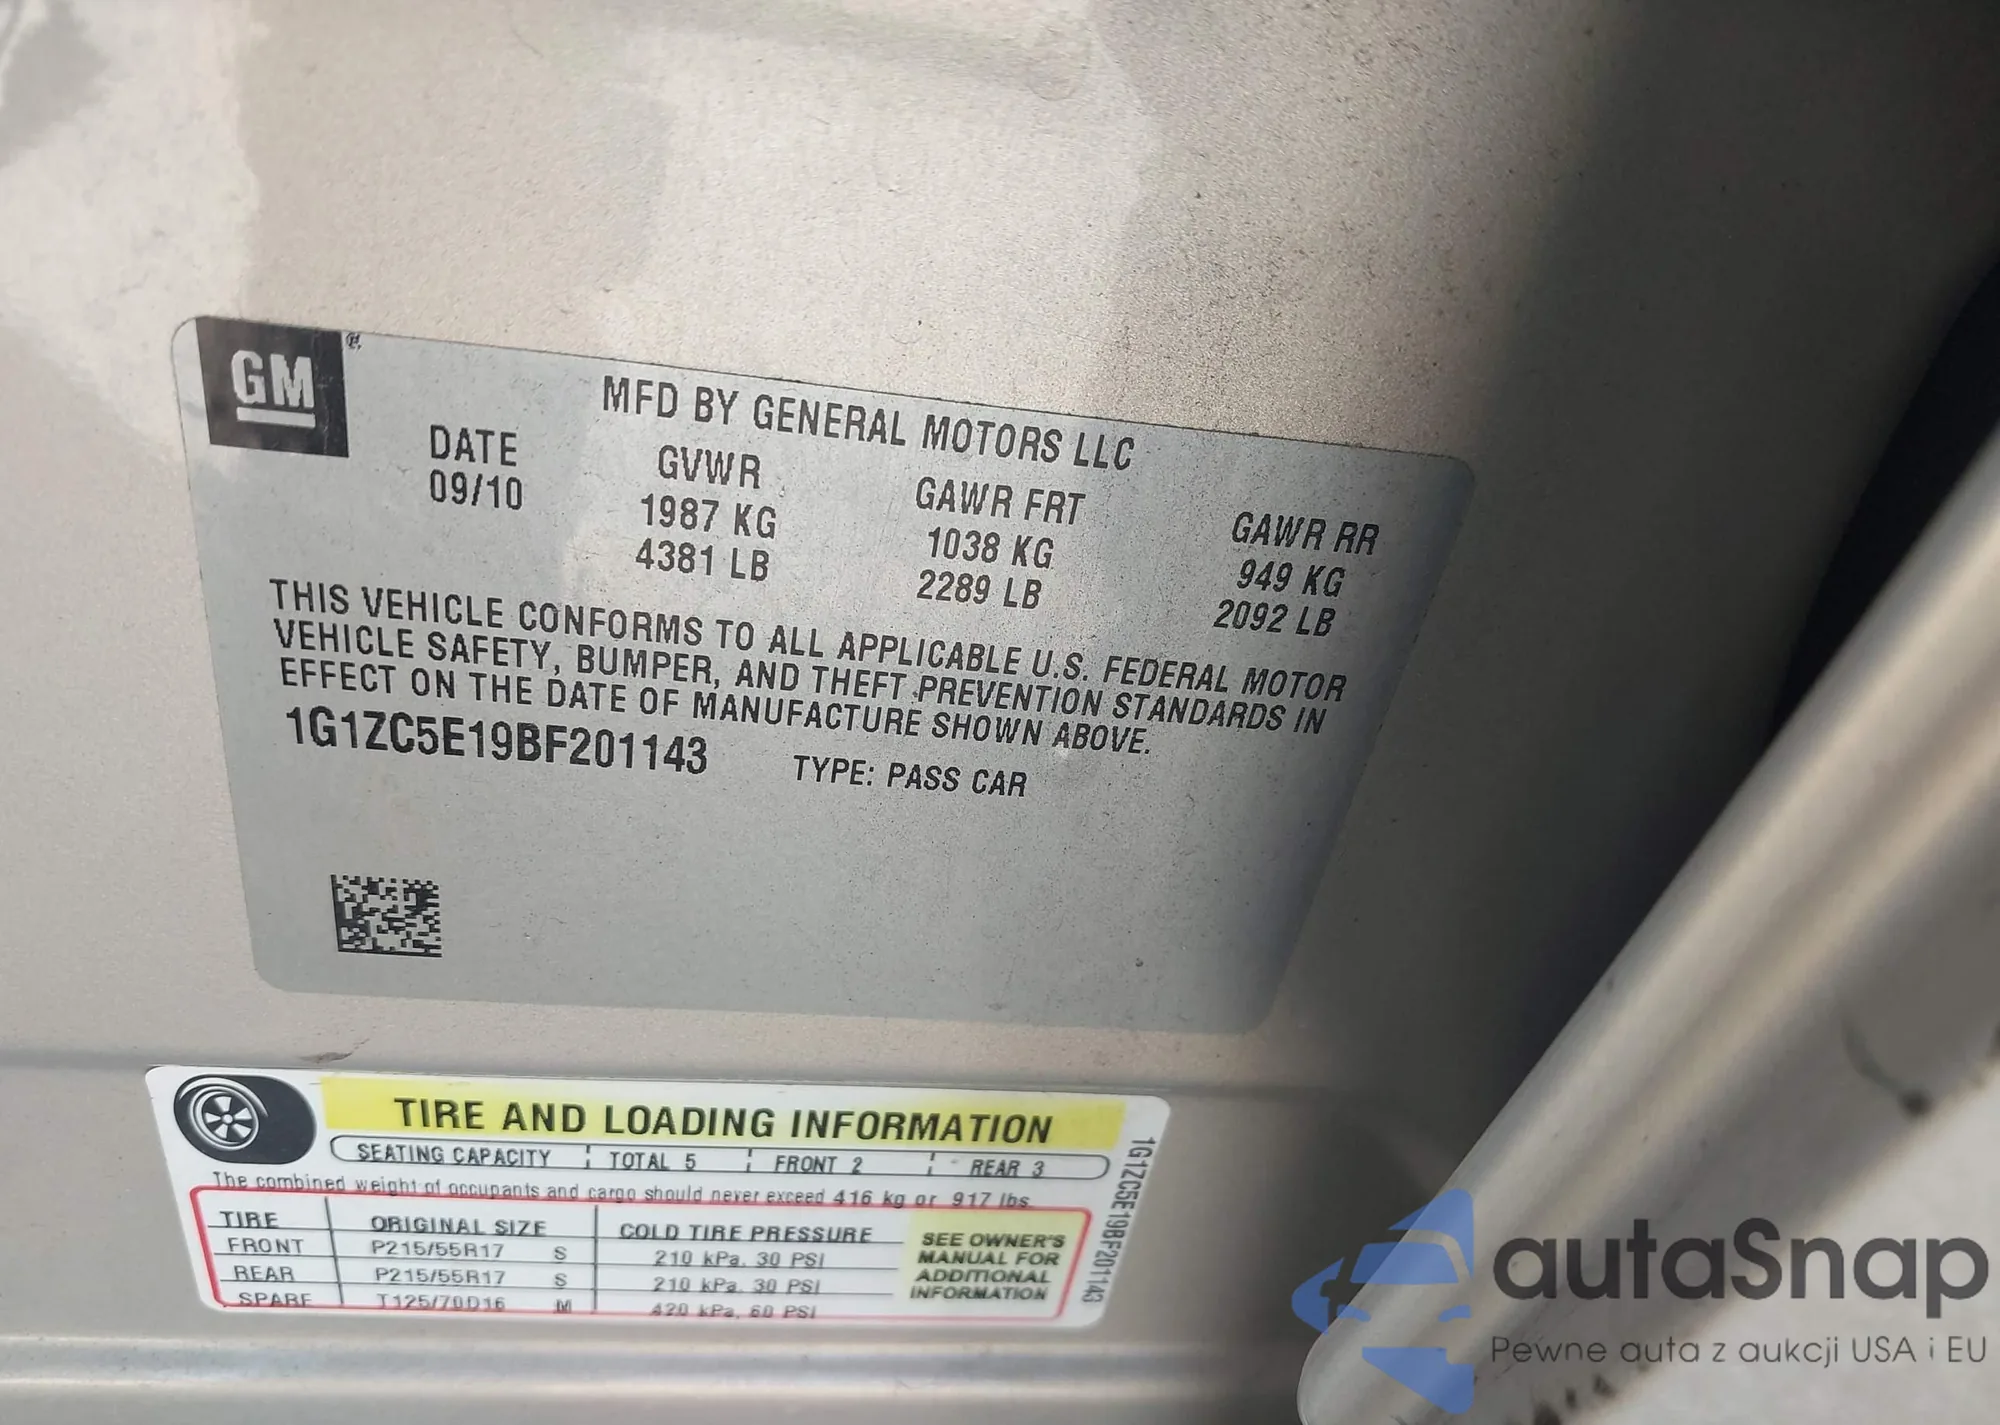 GM
MFD BY GENERAL MOTORS LLC
DATE GVWR GAWR FRT GAWR RR
09/10 1987 KG 1038 KG 949 KG
4381 LB 2289 LB 2092 LB
THIS VEHICLE CONFORMS TO ALL APPLICABLE U.S. FEDERAL MOTOR
VEHICLE SAFETY, BUMPER, AND THEFT PREVENTION STANDARDS IN
EFFECT ON THE DATE OF MANUFACTURE SHOWN ABOVE.
1G1ZC5E19BF201143 TYPE: PASS CAR
TIRE AND LOADING INFORMATION
SEATING CAPACITY TOTAL 5 FRONT 2 REAR 3
The combined weight of occupants and cargo should never exceed 416 kg or 917 lbs.
TIRE ORIGINAL SIZE COLD TIRE PRESSURE
FRONT P215/55R17 S 210 kPa, 30 PSI
REAR P215/55R17 S 210 kPa, 30 PSI
SPARE T125/70D16 M 420 kPa, 60 PSI
SEE OWNER'S
MANUAL FOR
ADDITIONAL
INFORMATION
1G1ZC5E19BF201143
autaSnap
Pewne auta z aukcji USA i EU